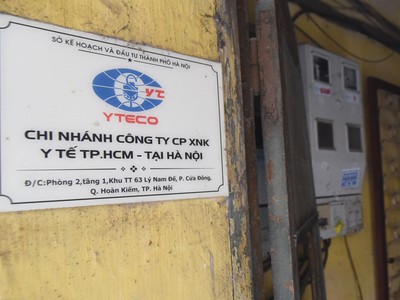 SỞ KẾ HOẠCH VÀ ĐẦU TƯ THÀNH PHỐ HÀ NỘI
YT
YTECO
CHI NHÁNH CÔNG TY CP XNK
Y TẾ TP.HCM - TẠI HÀ NỘI
Đ/C:Phòng 2,tầng 1,Khu TT 63 Lý Nam Đế, P. Cửa Đông,
Q. Hoàn Kiếm, TP. Hà Nội